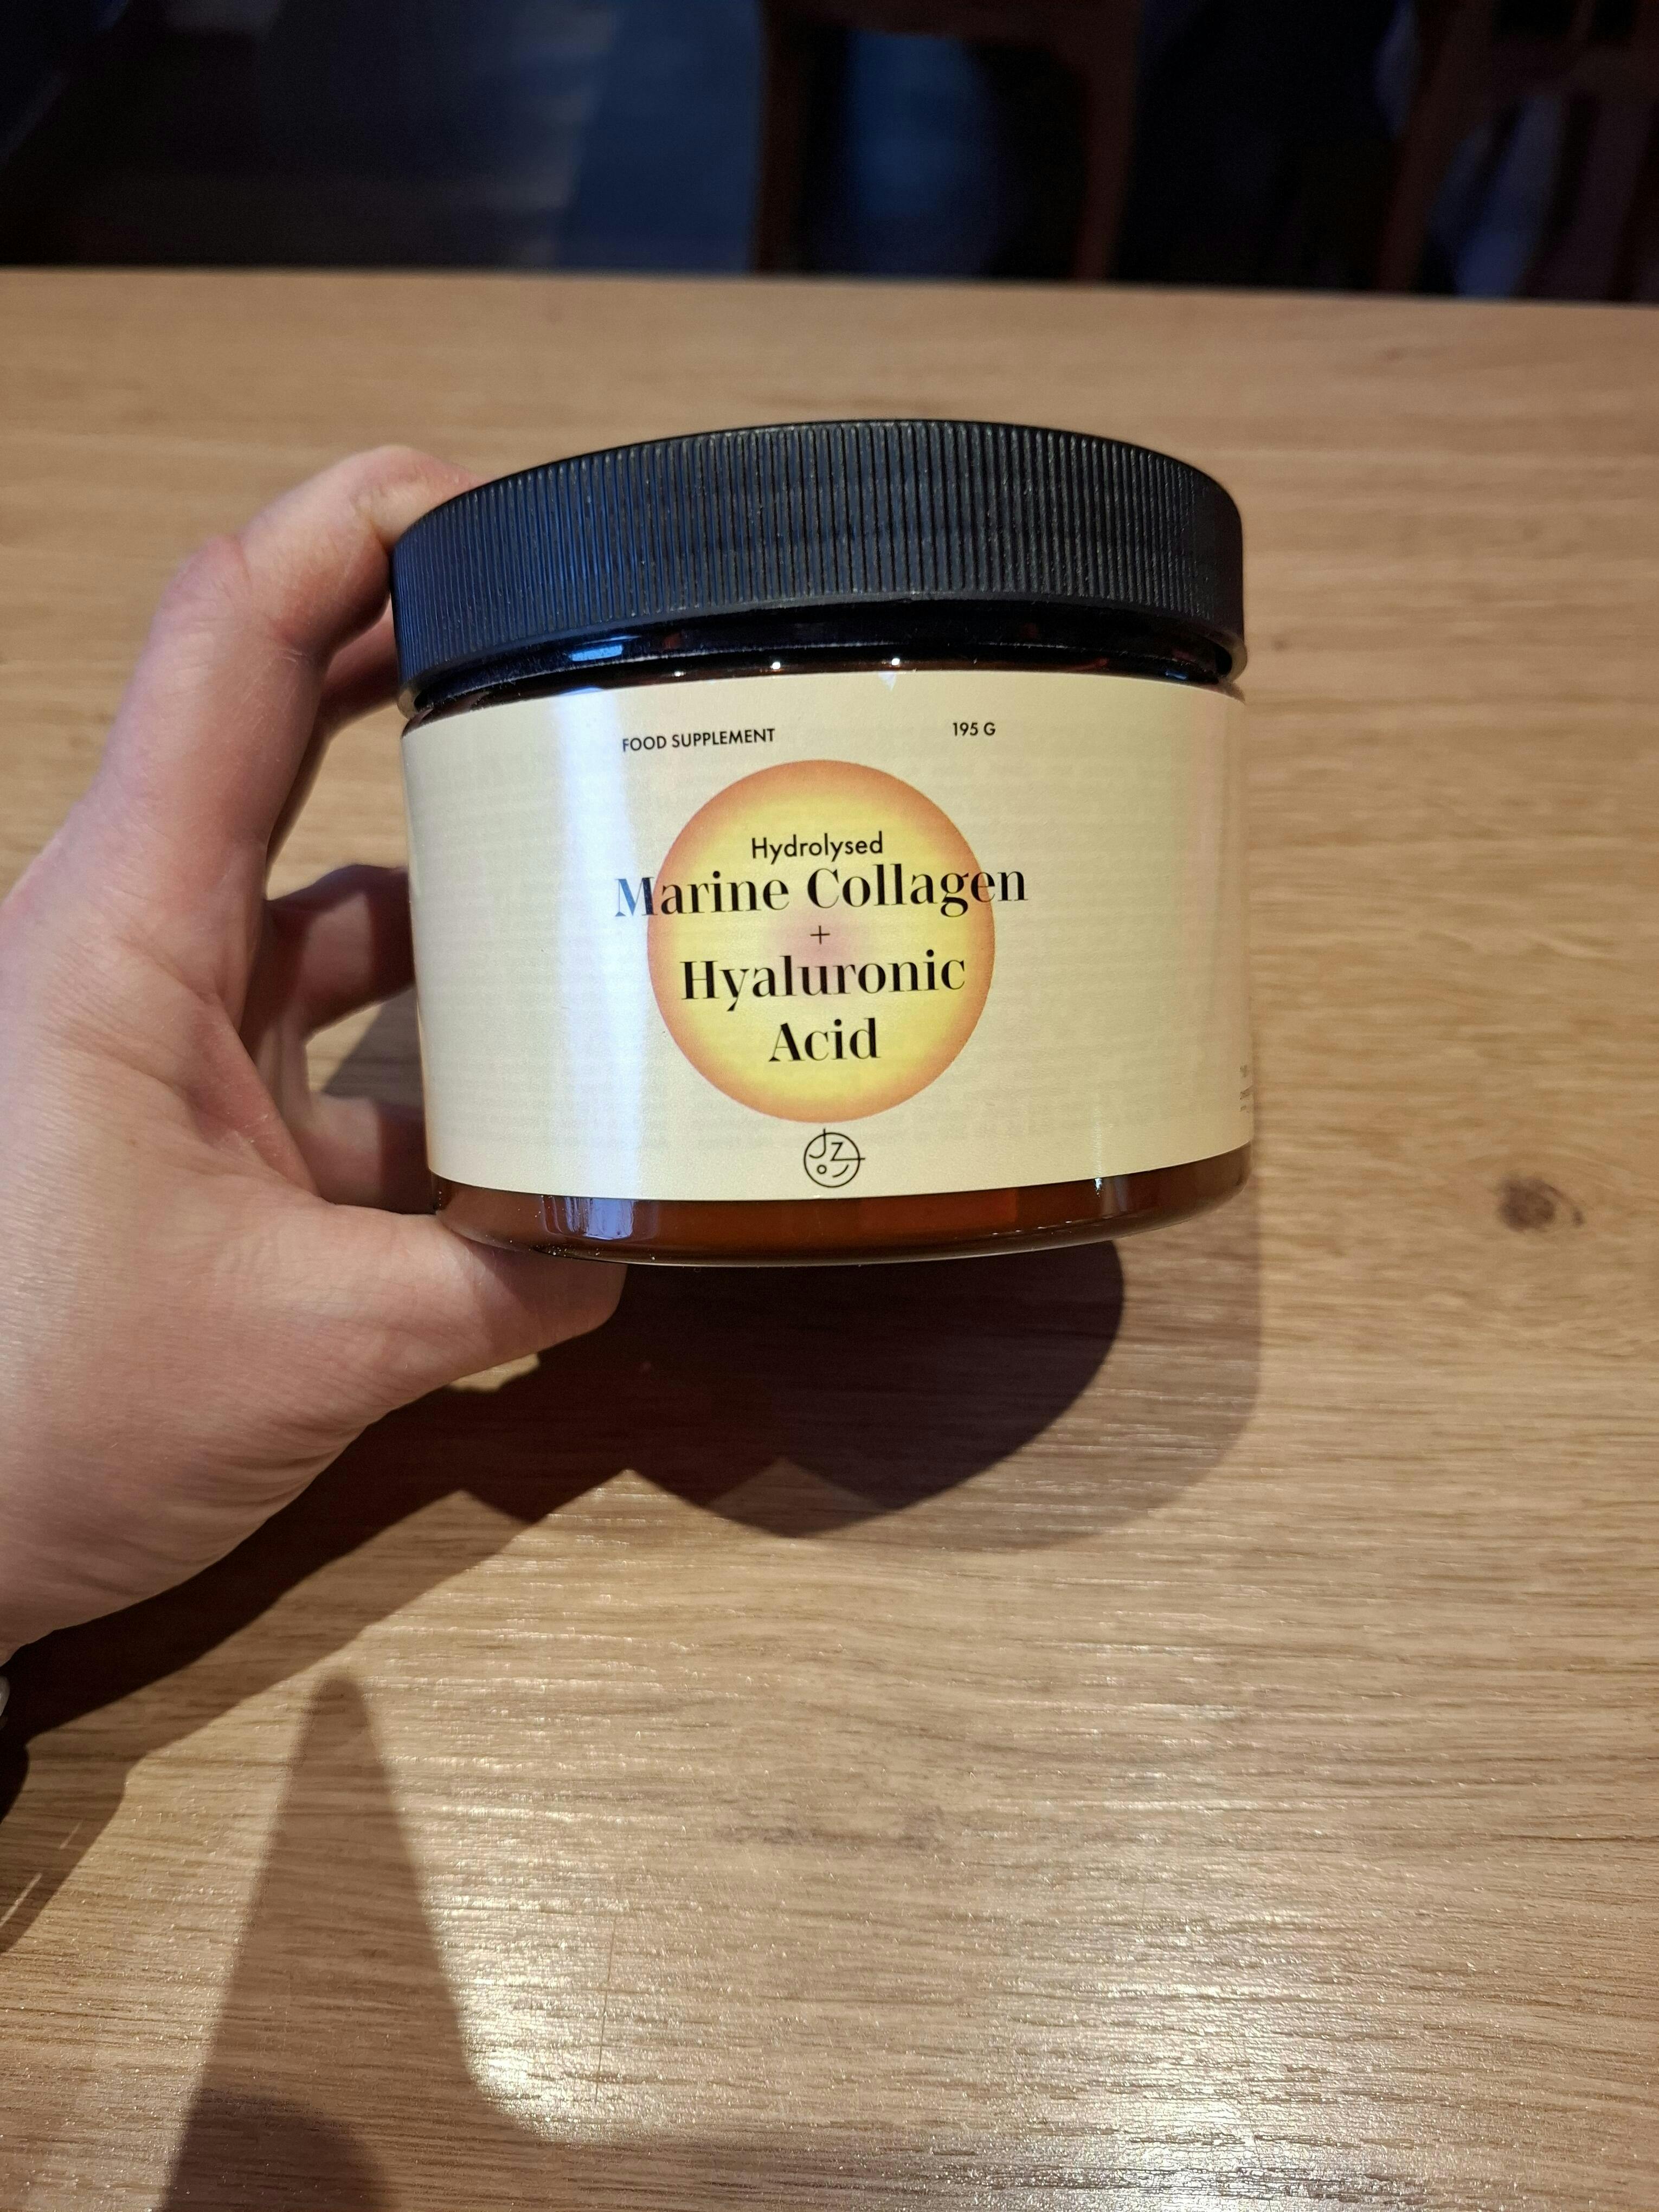 FOOD SUPPLEMENT 195 G
Hydrolysed
Marine Collagen
+
Hyaluronic
Acid